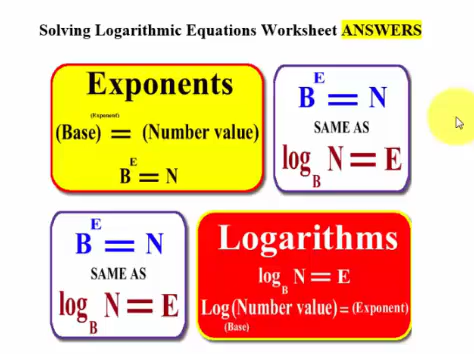 Solving Logarithmic Equations Worksheet ANSWERS
Exponents
(Base)^(Exponent) = (Number value)
B^E = N
B^E = N
SAME AS
log_B N = E
B^E = N
SAME AS
log_B N = E
Logarithms
log_B N = E
Log_(Base) (Number value) = (Exponent)